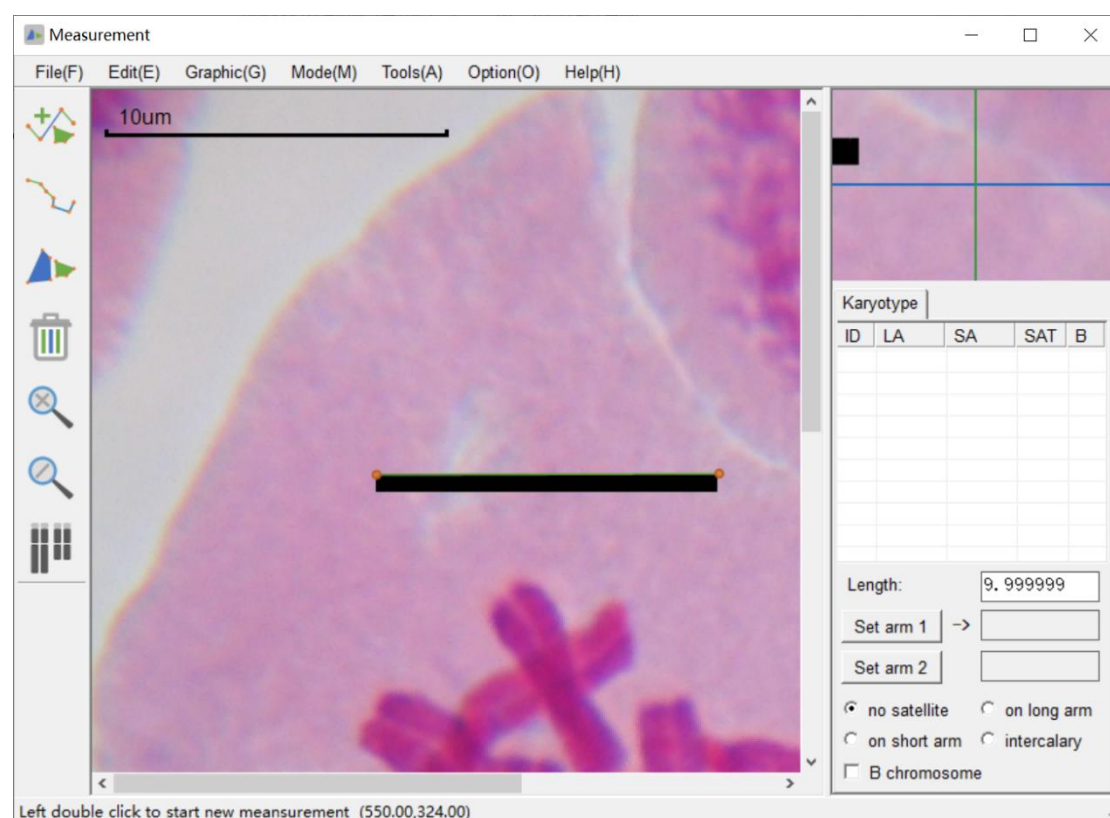 Measurement
File(F) Edit(E) Graphic(G) Mode(M) Tools(A) Option(O) Help(H)
10um
Karyotype
ID LA SA SAT B
Length: 9.999999
Set arm 1 ->
Set arm 2
no satellite on long arm
on short arm intercalary
B chromosome
Left double click to start new meansurement (550.00,324.00)